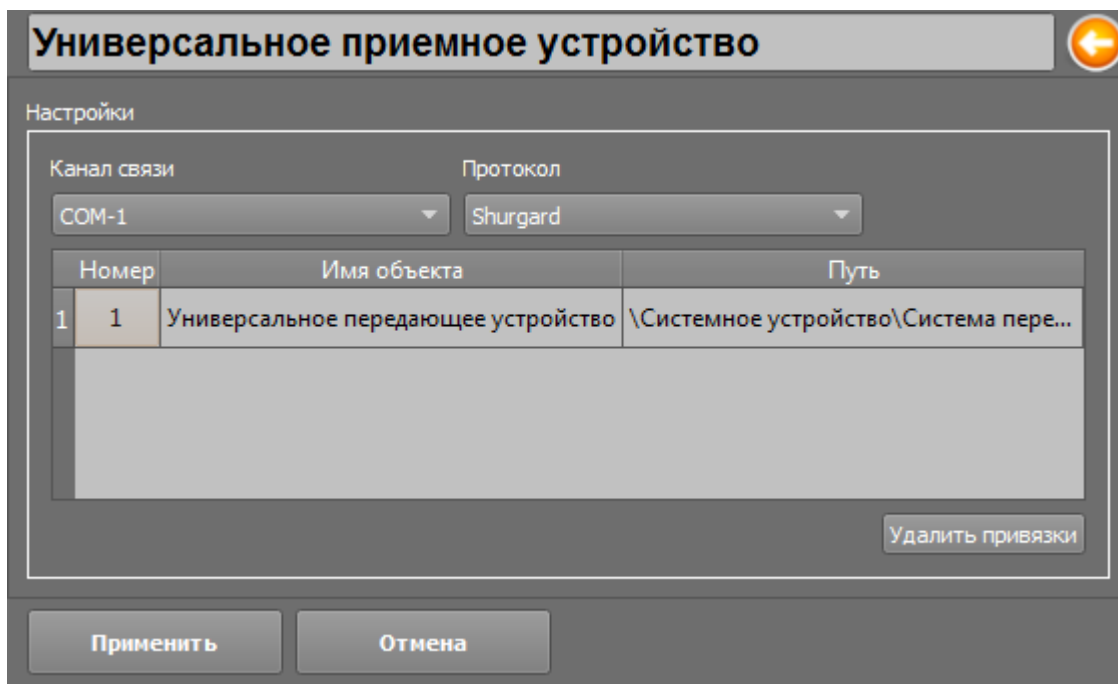 Универсальное приемное устройство
Настройки
Канал связи Протокол
COM-1 Shurgard
Номер Имя объекта Путь
1 1 Универсальное передающее устройство \Системное устройство\Система пере...
Удалить привязки
Применить Отмена